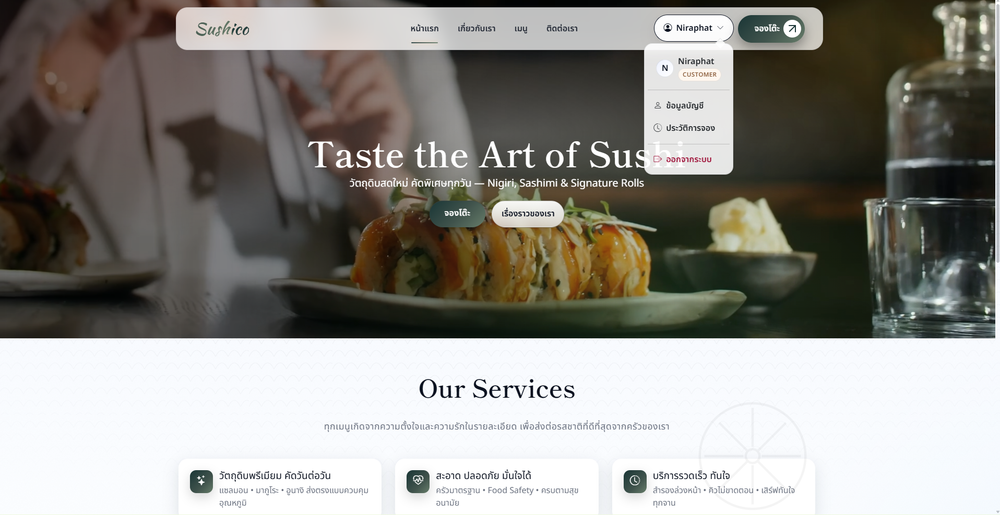 Sushico
หน้าแรก
เกี่ยวกับเรา
เมนู
ติดต่อเรา
Niraphat
จองโต๊ะ
N
Niraphat
CUSTOMER
ข้อมูลบัญชี
ประวัติการจอง
ออกจากระบบ
Taste the Art of Sushi
วัตถุดิบสดใหม่ คัดพิเศษทุกวัน — Nigiri, Sashimi & Signature Rolls
จองโต๊ะ
เรื่องราวของเรา
Our Services
ทุกเมนูเกิดจากความตั้งใจและความรักในรายละเอียด เพื่อส่งต่อรสชาติที่ดีที่สุดจากครัวของเรา
วัตถุดิบพรีเมียม คัดวันต่อวัน
แซลมอน • มากุโระ • อูนางิ ส่งตรงแบบควบคุม
อุณหภูมิ
สะอาด ปลอดภัย มั่นใจได้
ครัวมาตรฐาน • Food Safety • ครบตามสุข
อนามัย
บริการรวดเร็ว ทันใจ
สำรองล่วงหน้า • คิวไม่ขาดตอน • เสิร์ฟทันใจ
ทุกจาน